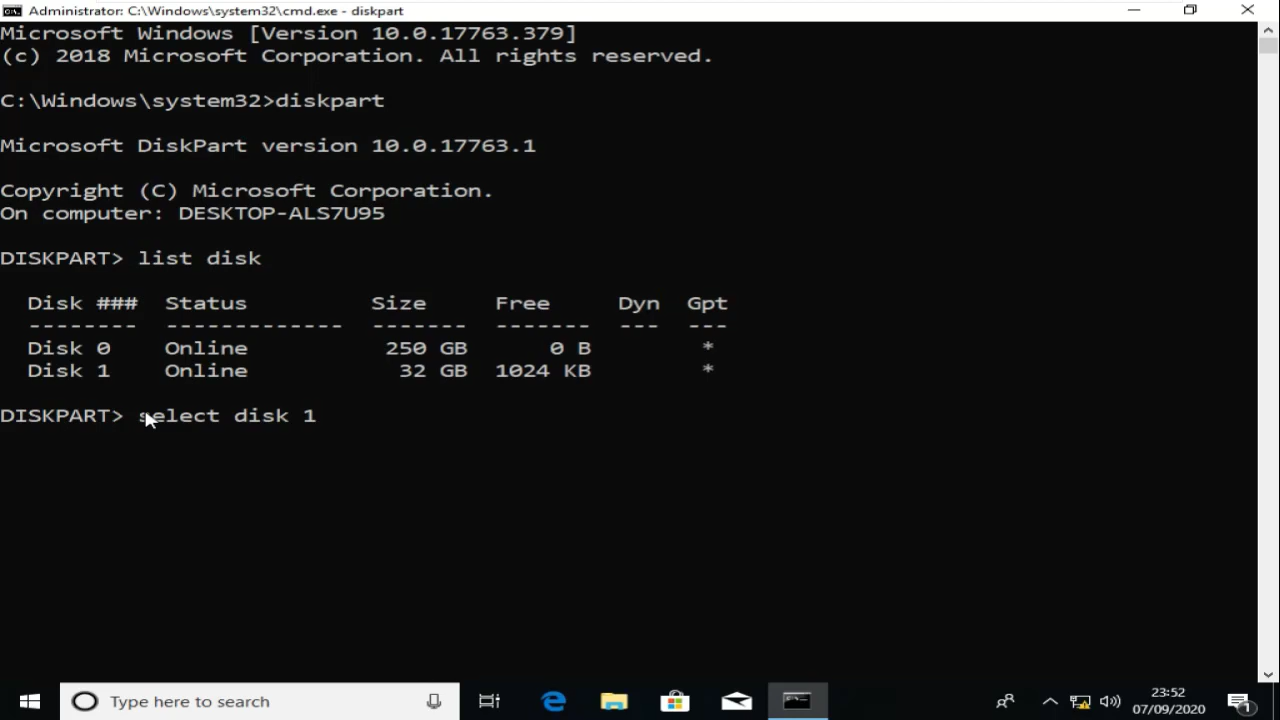 Administrator: C:\Windows\system32\cmd.exe - diskpart
Microsoft Windows [Version 10.0.17763.379]
(c) 2018 Microsoft Corporation. All rights reserved.
C:\Windows\system32>diskpart
Microsoft DiskPart version 10.0.17763.1
Copyright (C) Microsoft Corporation.
On computer: DESKTOP-ALS7U95
DISKPART> list disk
Disk ### Status Size Free Dyn Gpt
-------- ------------- ------- ------- --- ---
Disk 0 Online 250 GB 0 B *
Disk 1 Online 32 GB 1024 KB *
DISKPART> select disk 1
Type here to search
23:52
07/09/2020
1